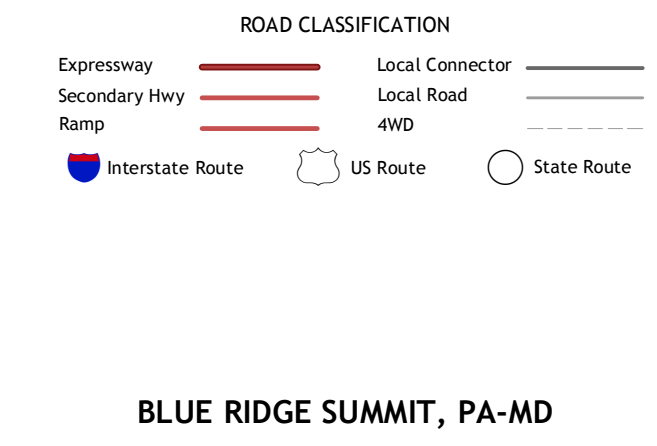 ROAD CLASSIFICATION
Expressway
Local Connector
Secondary Hwy
Local Road
Ramp
4WD
Interstate Route
US Route
State Route
BLUE RIDGE SUMMIT, PA-MD